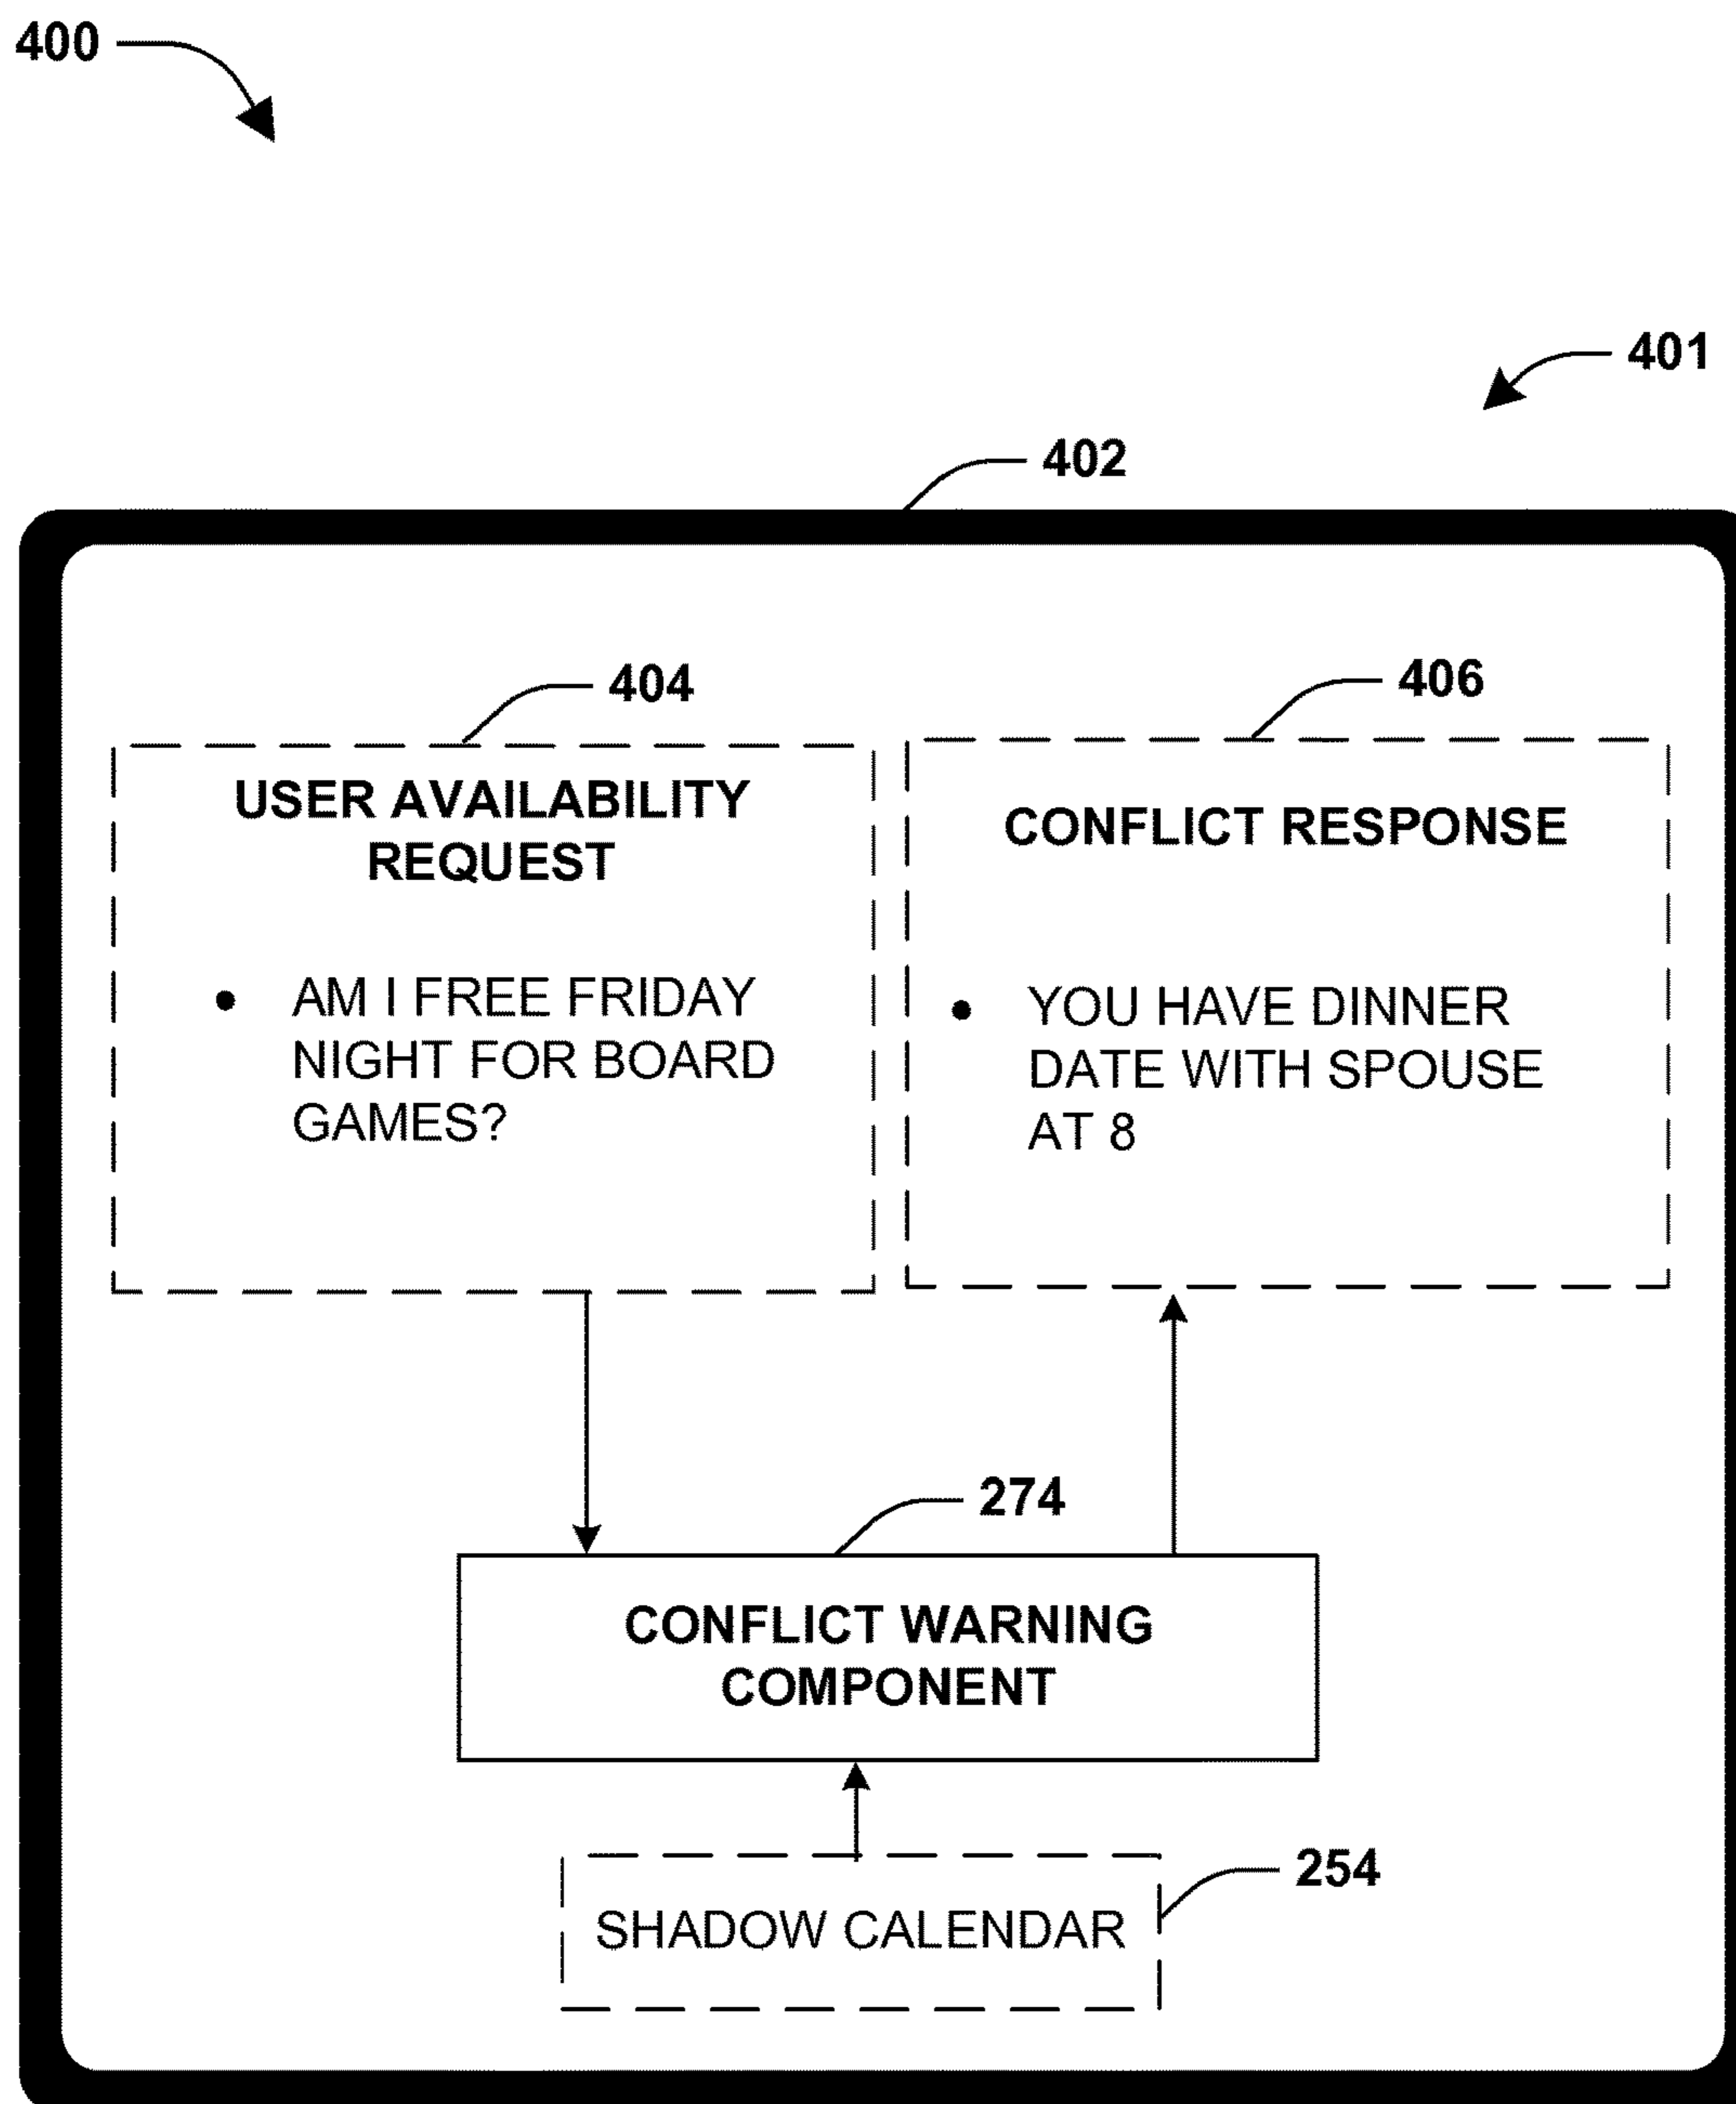 400
401
402
404
406
USER AVAILABILITY
REQUEST
• AM I FREE FRIDAY
NIGHT FOR BOARD
GAMES?
CONFLICT RESPONSE
• YOU HAVE DINNER
DATE WITH SPOUSE
AT 8
274
CONFLICT WARNING
COMPONENT
254
SHADOW CALENDAR